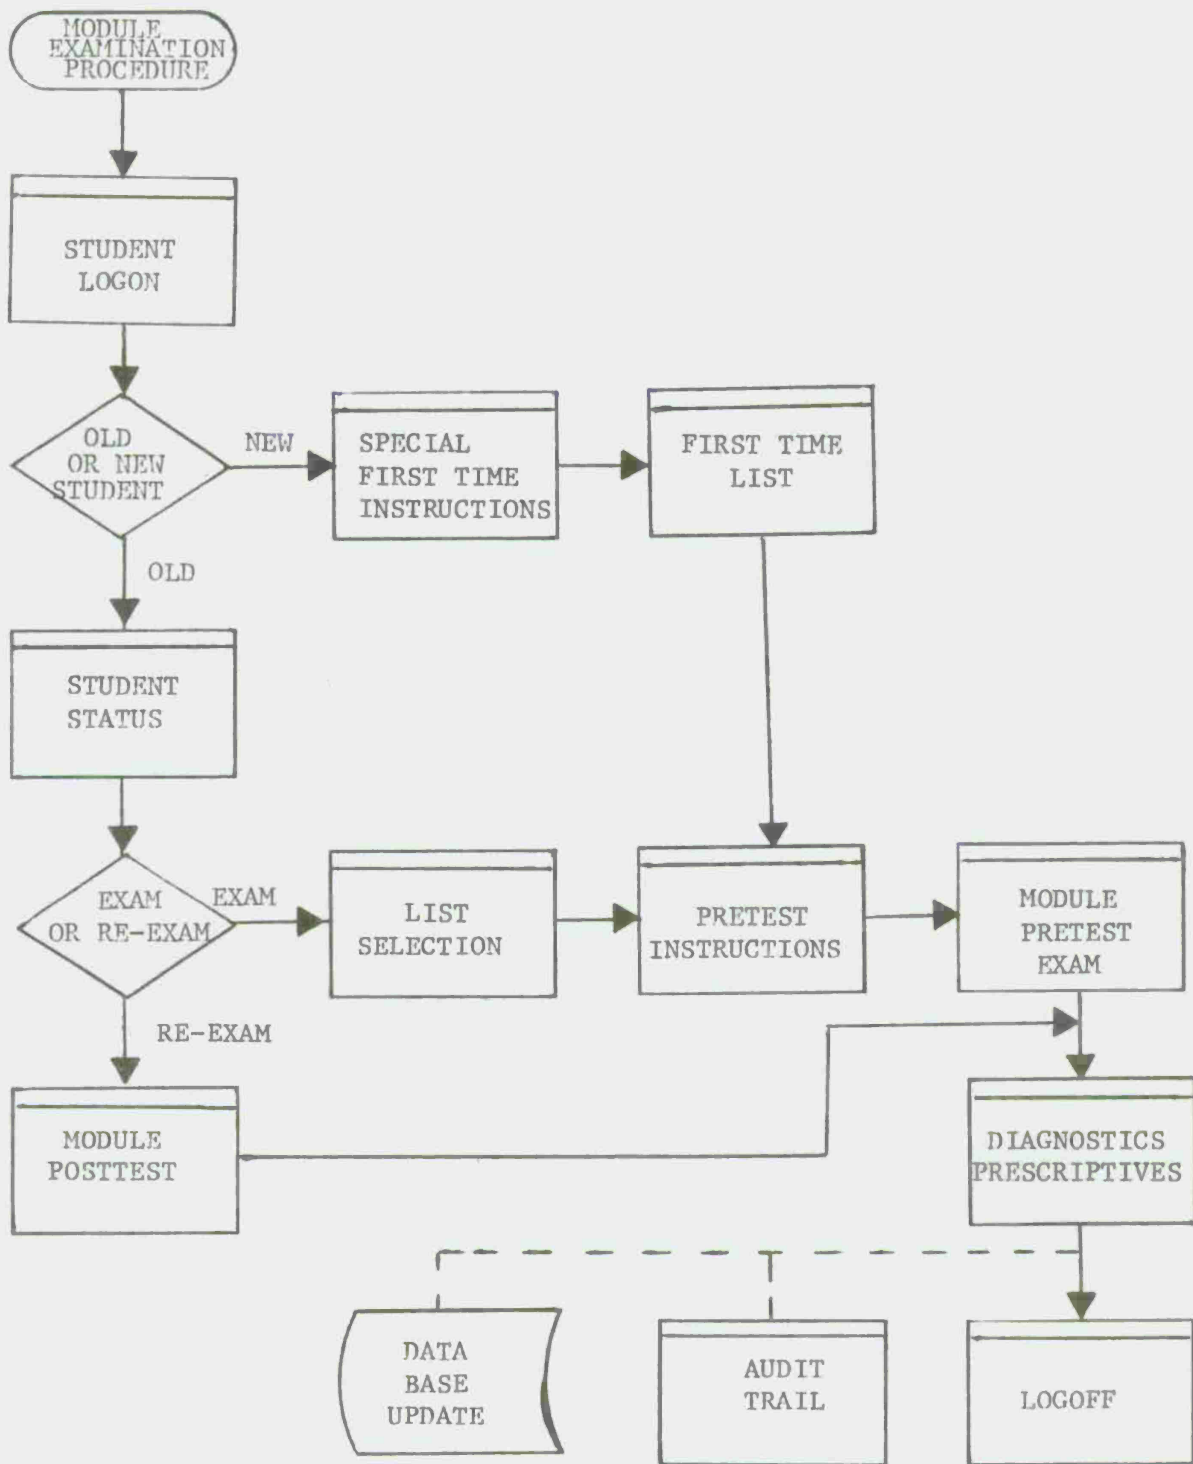 MODULE
EXAMINATION
PROCEDURE
STUDENT
LOGON
OLD
OR NEW
STUDENT
NEW
SPECIAL
FIRST TIME
INSTRUCTIONS
FIRST TIME
LIST
OLD
STUDENT
STATUS
EXAM
OR RE-EXAM
EXAM
LIST
SELECTION
PRETEST
INSTRUCTIONS
MODULE
PRETEST
EXAM
RE-EXAM
MODULE
POSTTEST
DIAGNOSTICS
PRESCRIPTIVES
DATA
BASE
UPDATE
AUDIT
TRAIL
LOGOFF